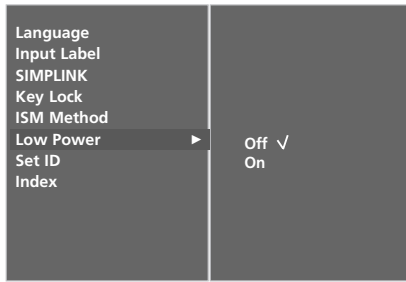 Language
Input Label
SIMPLINK
Key Lock
ISM Method
Low Power ►
Set ID
Index
Off √
On